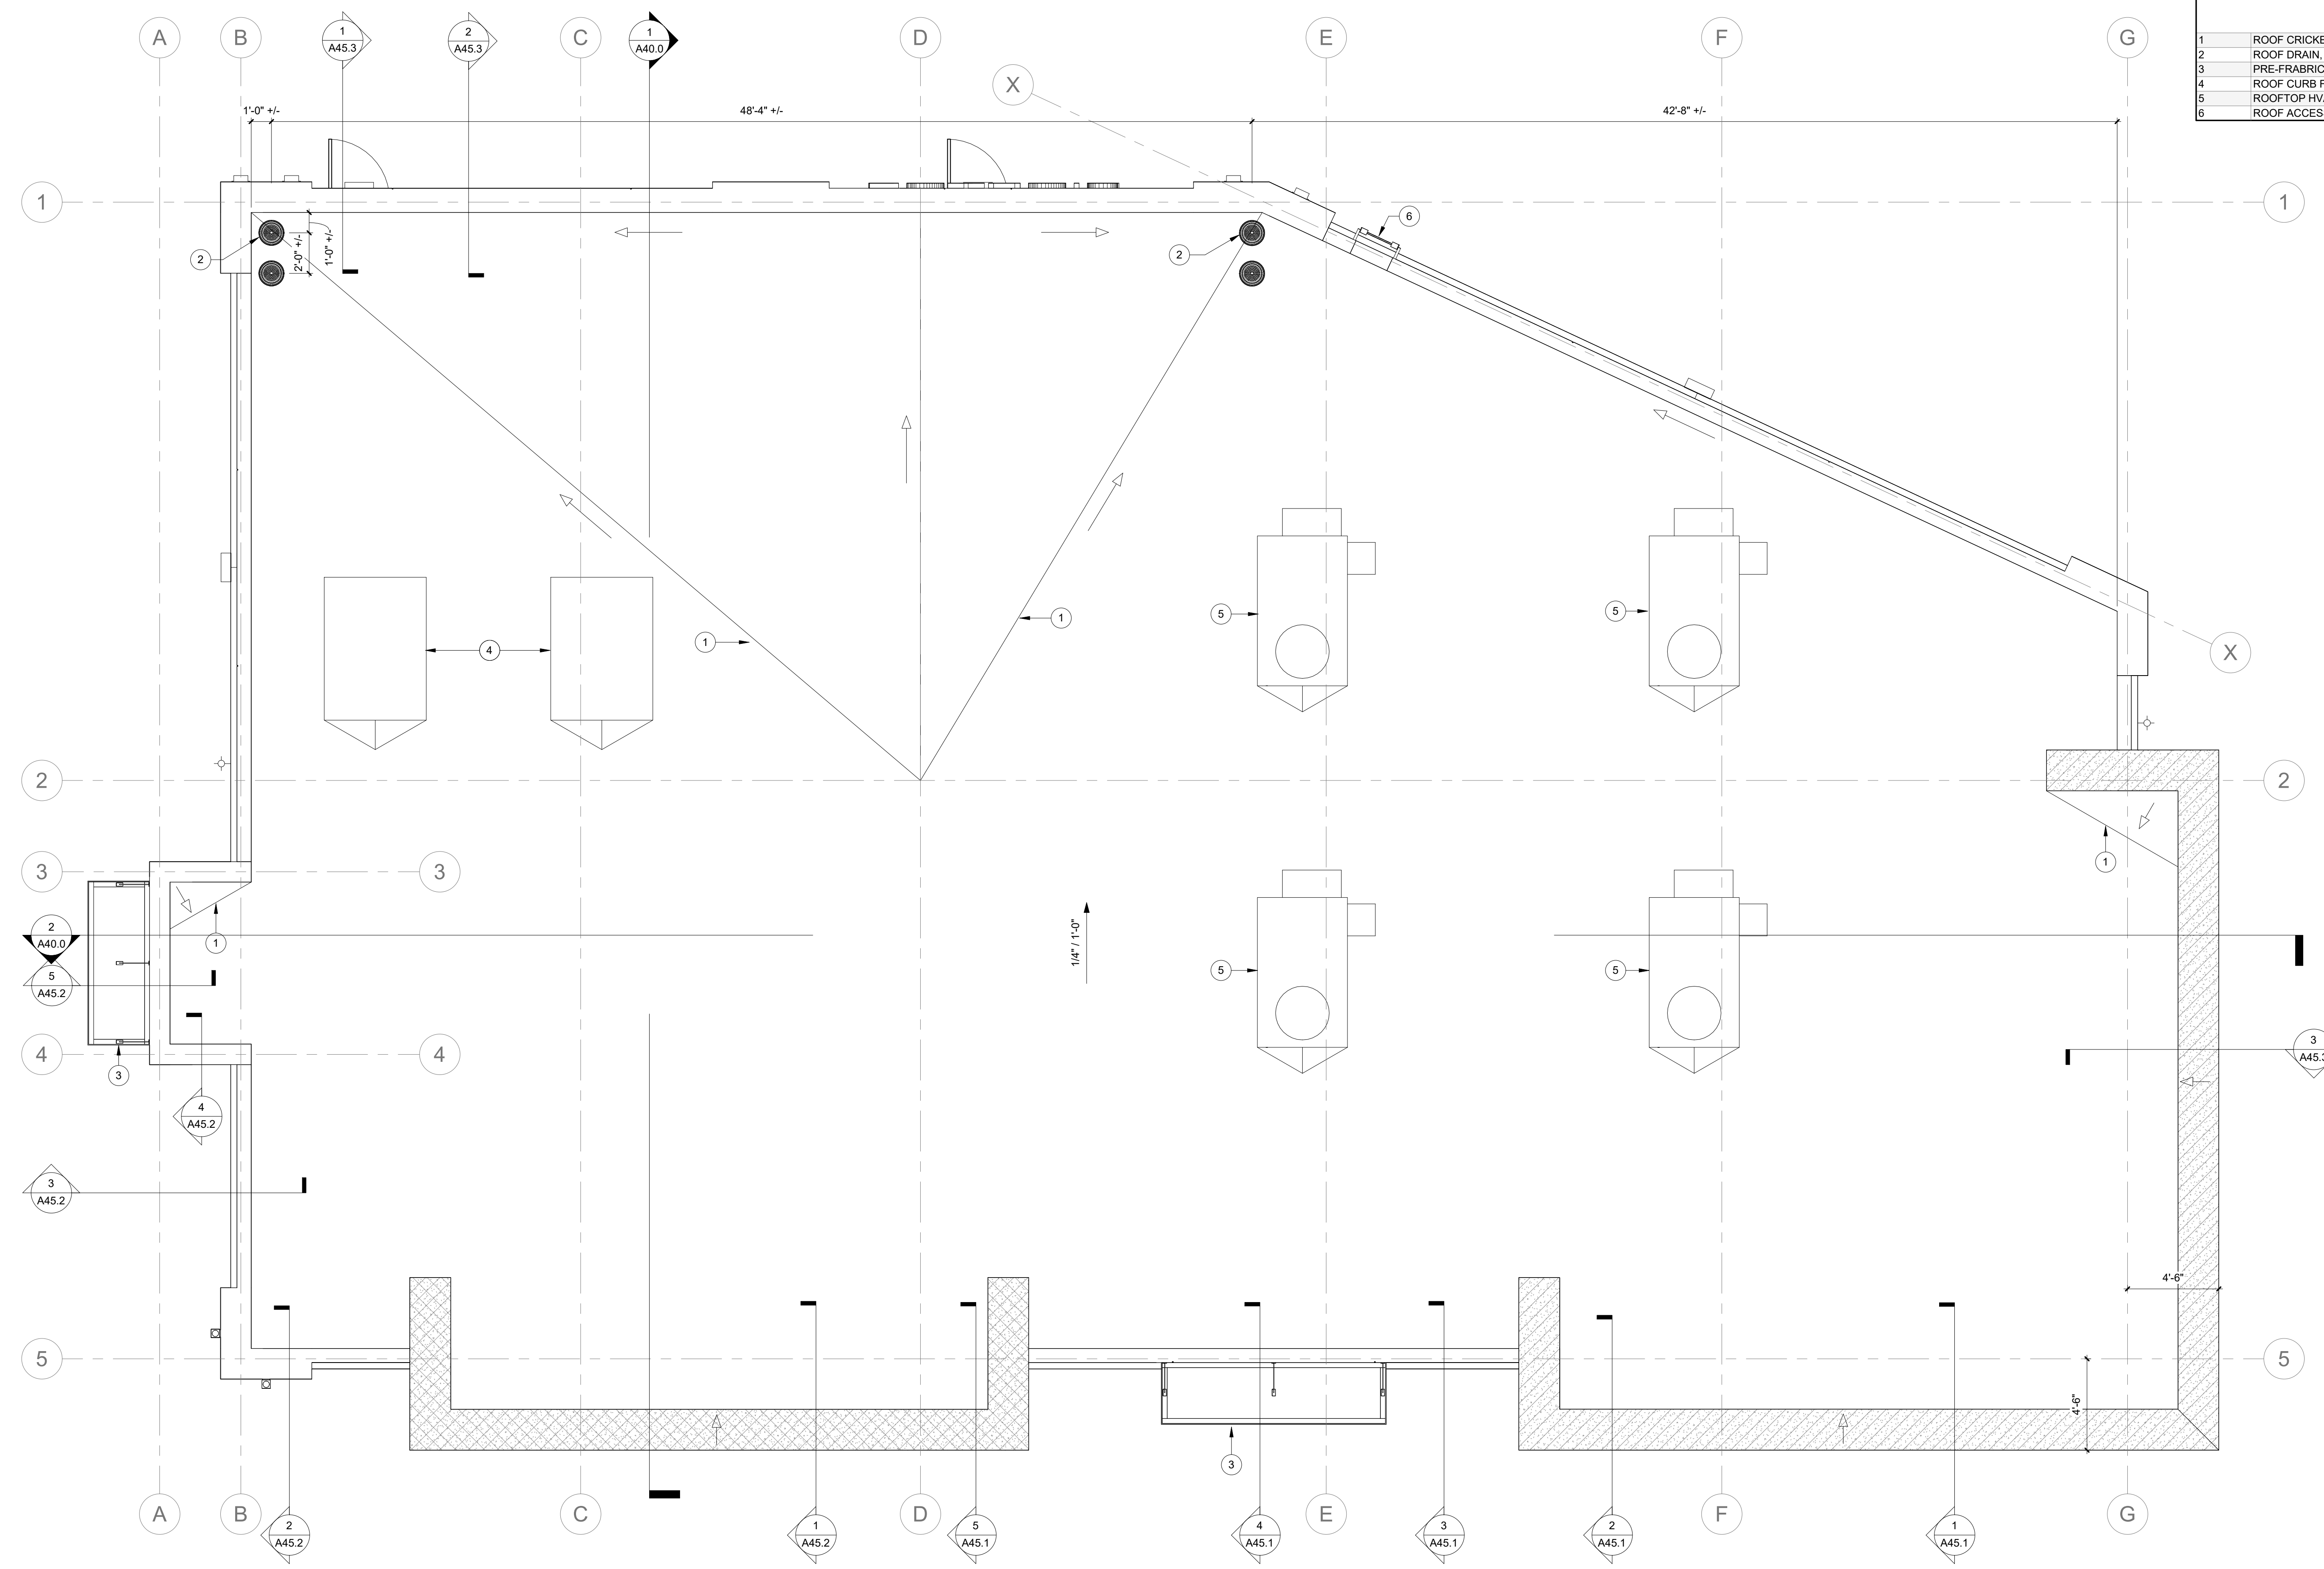 A
B
1
A45.3
2
A45.3
C
1
A40.0
D
E
F
G
X
1
ROOF CRICKE
2
ROOF DRAIN,
3
PRE-FRABRIC
4
ROOF CURB F
5
ROOFTOP HV
6
ROOF ACCES
1'-0" +/-
48'-4" +/-
42'-8" +/-
1
1
6
2
2'-0" +/-
1'-0" +/-
2
5
5
1
1
4
X
2
2
1
3
3
1
2
A40.0
5
A45.2
1/4" / 1'-0"
5
5
4
4
3
3
A45.3
4
A45.2
3
A45.2
4'-6"
5
5
4'-6"
3
A
B
C
D
E
F
G
2
A45.2
1
A45.2
5
A45.1
4
A45.1
3
A45.1
2
A45.1
1
A45.1